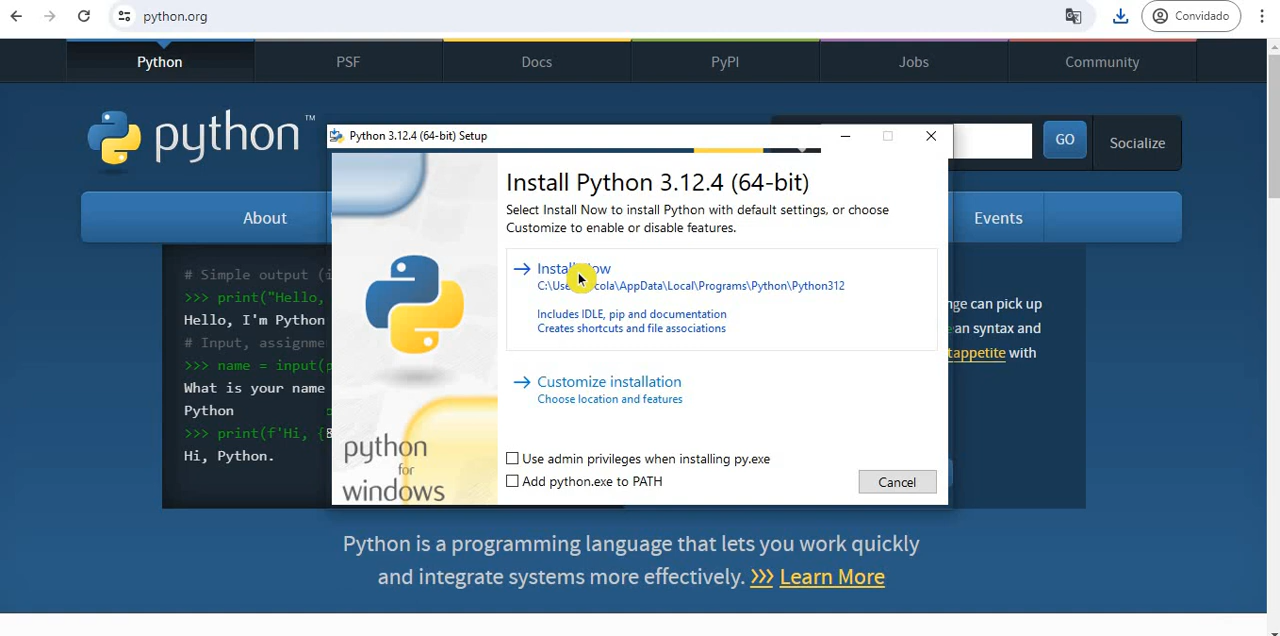 python.org
Convidado
Python
PSF
Docs
PyPI
Jobs
Community
python™
GO
Socialize
About
Events
# Simple output (i
>>> print("Hello,
Hello, I'm Python
# Input, assignme
>>> name = input(p
What is your name
Python
>>> print(f'Hi, {
Hi, Python.
nge can pick up
an syntax and
tappetite with
Python 3.12.4 (64-bit) Setup
Install Python 3.12.4 (64-bit)
Select Install Now to install Python with default settings, or choose
Customize to enable or disable features.
C:\Use cola\AppData\Local\Programs\Python\Python312
Includes IDLE, pip and documentation
Creates shortcuts and file associations
Customize installation
Choose location and features
Use admin privileges when installing py.exe
Add python.exe to PATH
Cancel
python
for
windows
Python is a programming language that lets you work quickly
and integrate systems more effectively. >>> Learn More